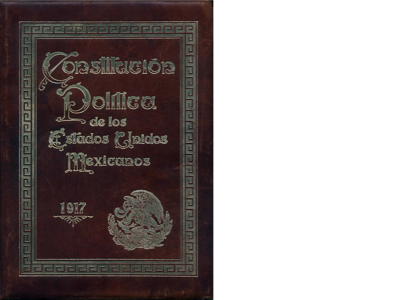 Constitución
Política
de los
Estados Unidos
Mexicanos
1917